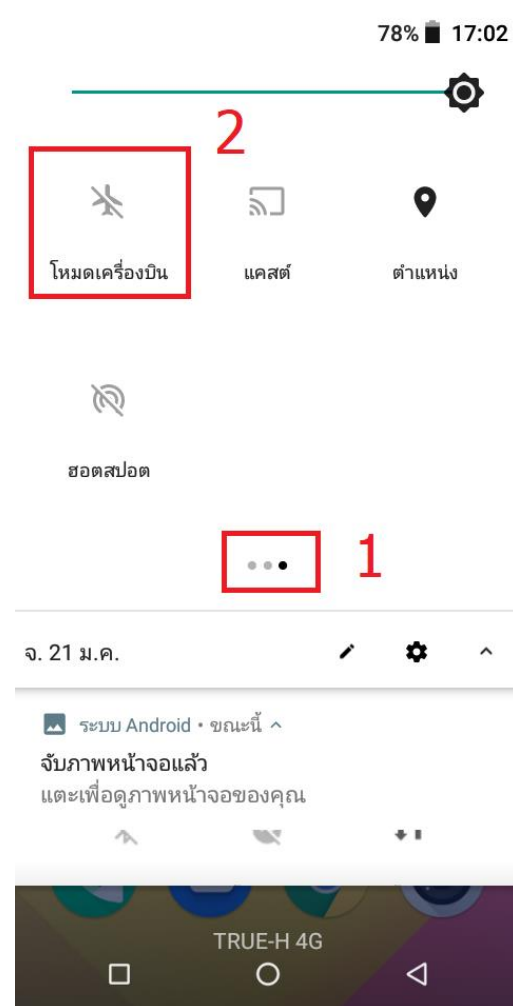 78% 17:02
2
โหมดเครื่องบิน แคสต์ ตำแหน่ง
ฮอตสปอต
1
จ. 21 ม.ค.
ระบบ Android • ขณะนี้
จับภาพหน้าจอแล้ว
แตะเพื่อดูภาพหน้าจอของคุณ
TRUE-H 4G